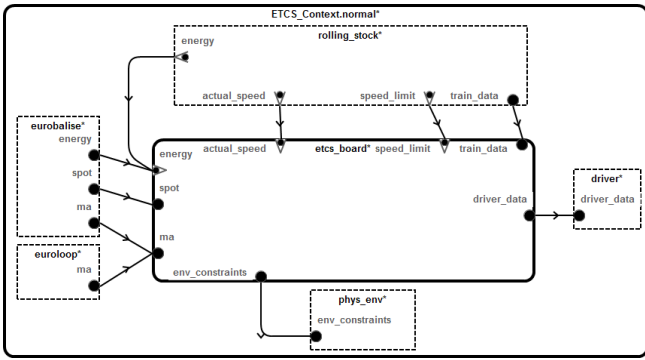 ETCS_Context.normal*
rolling_stock*
energy
actual_speed speed_limit train_data
eurobalise*
energy
spot
ma
euroloop*
ma
energy
actual_speed etcs_board* speed_limit train_data
spot
driver_data
ma
env_constraints
driver*
driver_data
phys_env*
env_constraints